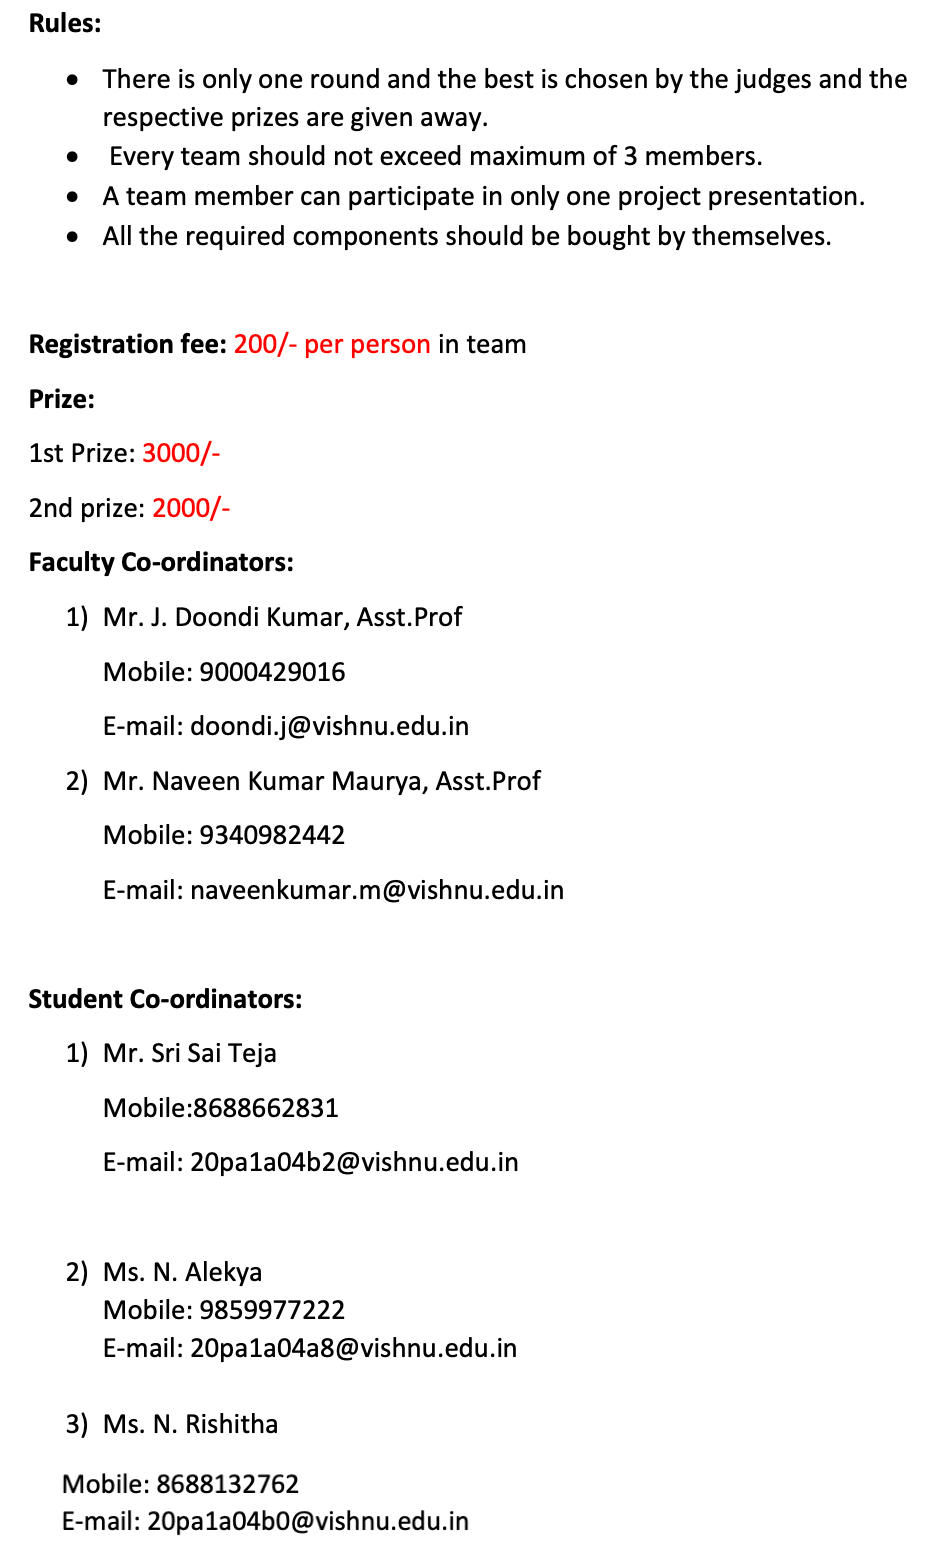 Rules:
• There is only one round and the best is chosen by the judges and the
respective prizes are given away.
• Every team should not exceed maximum of 3 members.
• A team member can participate in only one project presentation.
• All the required components should be bought by themselves.
Registration fee: 200/- per person in team
Prize:
1st Prize: 3000/-
2nd prize: 2000/-
Faculty Co-ordinators:
1) Mr. J. Doondi Kumar, Asst.Prof
Mobile: 9000429016
E-mail: doondi.j@vishnu.edu.in
2) Mr. Naveen Kumar Maurya, Asst.Prof
Mobile: 9340982442
E-mail: naveenkumar.m@vishnu.edu.in
Student Co-ordinators:
1) Mr. Sri Sai Teja
Mobile:8688662831
E-mail: 20pa1a04b2@vishnu.edu.in
2) Ms. N. Alekya
Mobile: 9859977222
E-mail: 20pa1a04a8@vishnu.edu.in
3) Ms. N. Rishitha
Mobile: 8688132762
E-mail: 20pa1a04b0@vishnu.edu.in